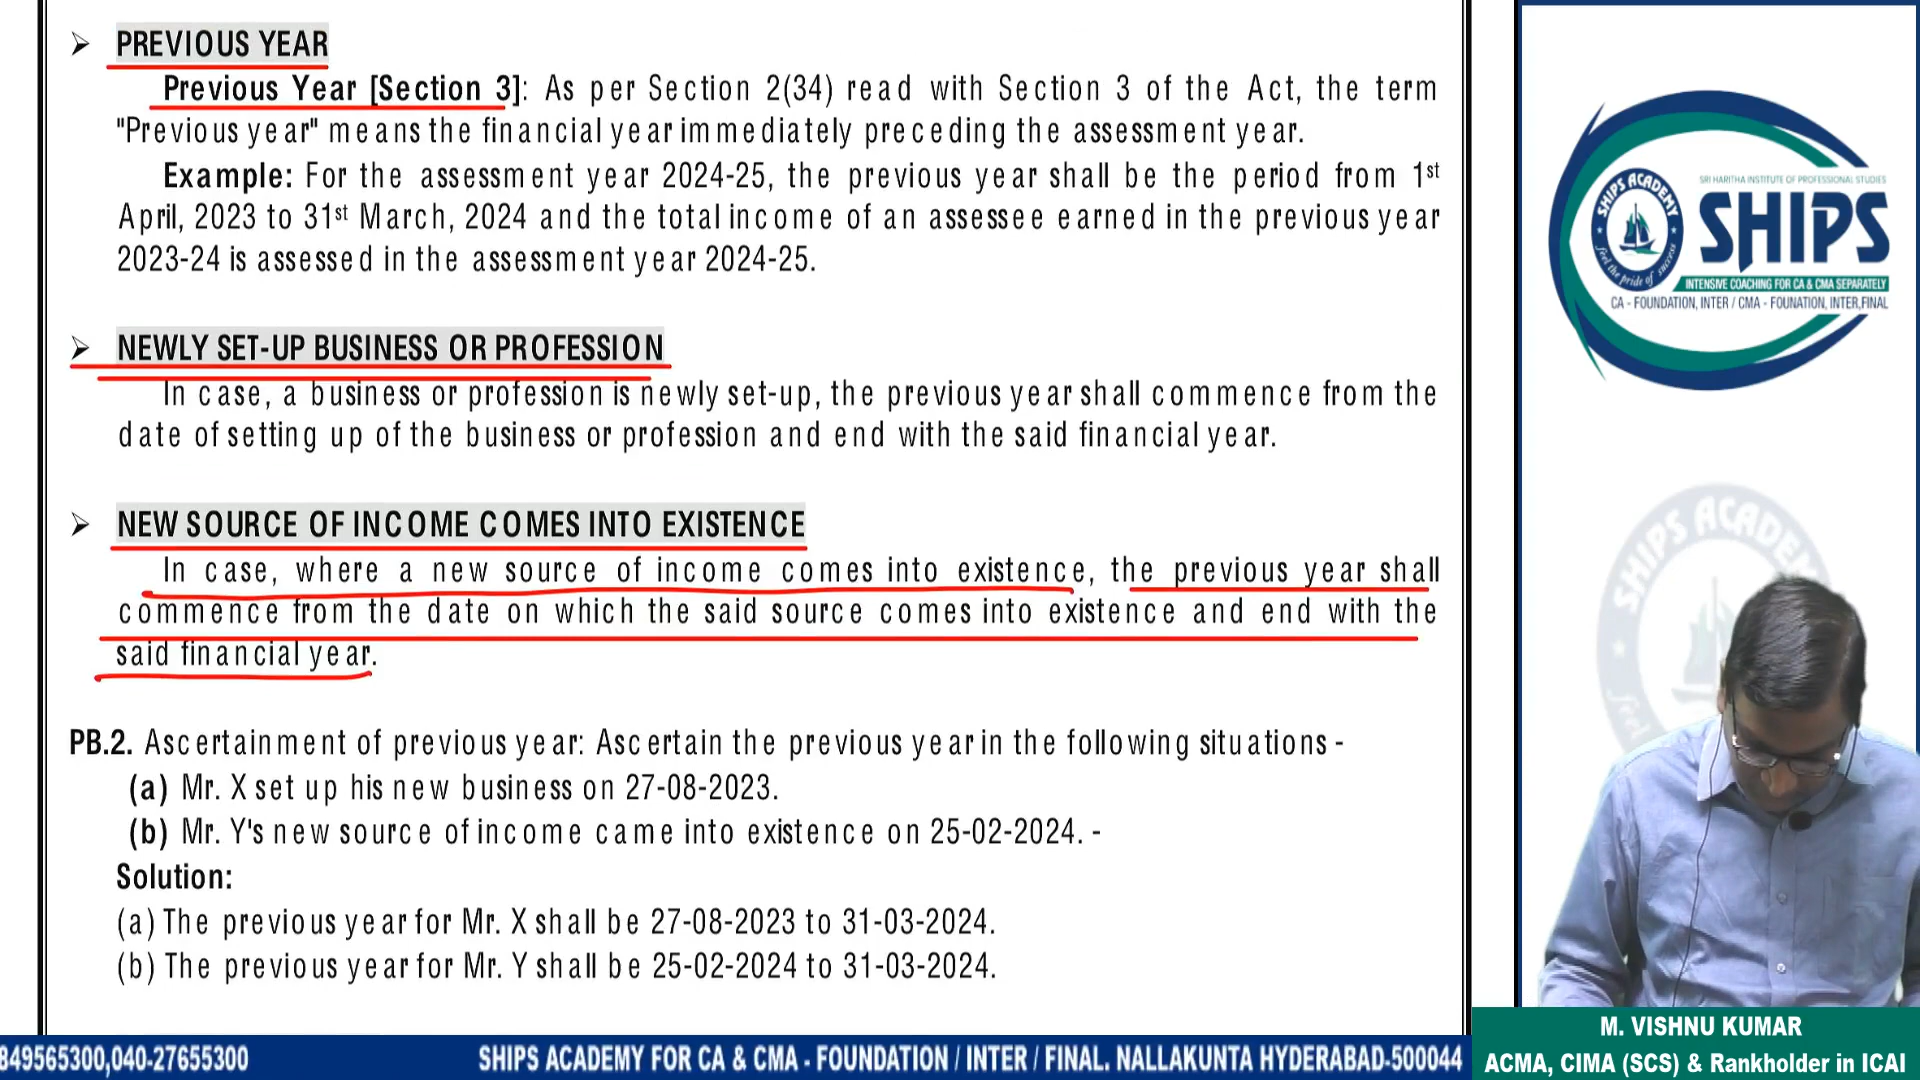 PREVIOUS YEAR
Previous Year [Section 3]: As per Section 2(34) read with Section 3 of the Act, the term
"Previous year" means the financial year immediately preceding the assessment year.
Example: For the assessment year 2024-25, the previous year shall be the period from 1st
April, 2023 to 31st March, 2024 and the total income of an assessee earned in the previous year
2023-24 is assessed in the assessment year 2024-25.
NEWLY SET-UP BUSINESS OR PROFESSION
In case, a business or profession is newly set-up, the previous year shall commence from the
date of setting up of the business or profession and end with the said financial year.
NEW SOURCE OF INCOME COMES INTO EXISTENCE
In case, where a new source of income comes into existence, the previous year shall
commence from the date on which the said source comes into existence and end with the
said financial year.
PB.2. Ascertainment of previous year: Ascertain the previous year in the following situations -
(a) Mr. X set up his new business on 27-08-2023.
(b) Mr. Y's new source of income came into existence on 25-02-2024. -
Solution:
(a) The previous year for Mr. X shall be 27-08-2023 to 31-03-2024.
(b) The previous year for Mr. Y shall be 25-02-2024 to 31-03-2024.
SRI HARITHA INSTITUTE OF PROFESSIONAL STUDIES
SHIPS ACADEMY
feel the pride of success
SHIPS
INTENSIVE COACHING FOR CA & CMA SEPARATELY
CA - FOUNDATION, INTER / CMA - FOUNATION, INTER,FINAL
SHIPS ACADEMY
feel
M. VISHNU KUMAR
ACMA, CIMA (SCS) & Rankholder in ICAI
849565300,040-27655300
SHIPS ACADEMY FOR CA & CMA - FOUNDATION / INTER / FINAL. NALLAKUNTA HYDERABAD-500044